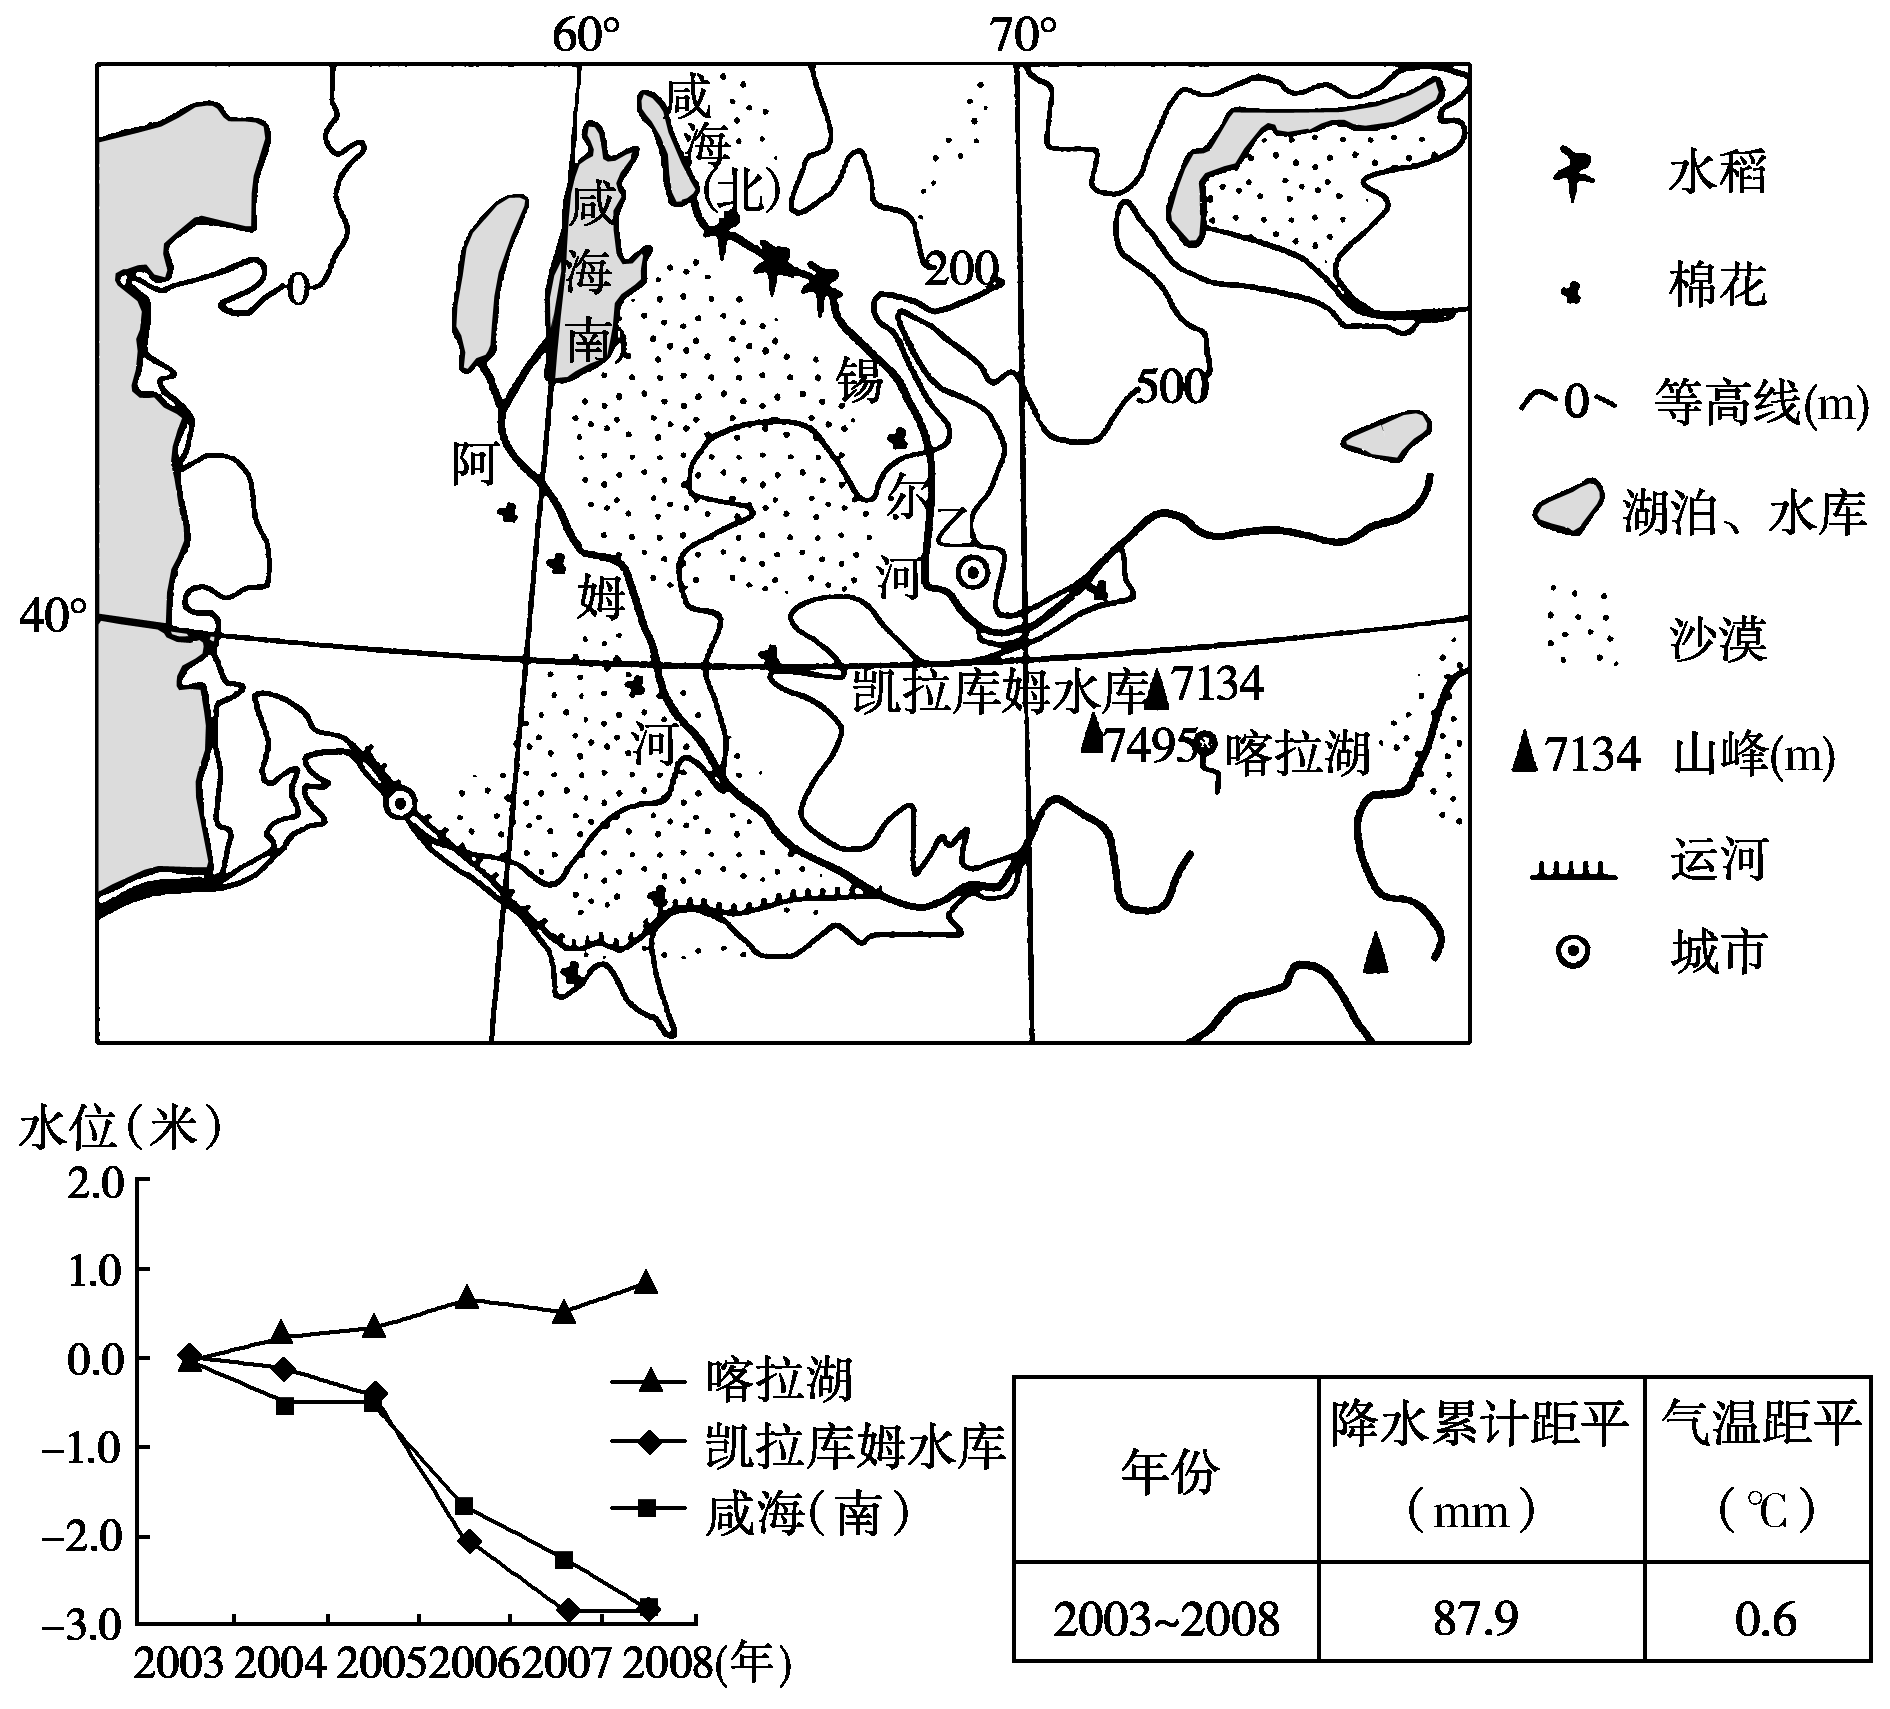 60° 70°
咸海(北)
咸海(南)
0
200
500
锡尔河
乙
阿姆河
40°
凯拉库姆水库
7134
7495
喀拉湖
水稻
棉花
0 等高线(m)
湖泊、水库
沙漠
7134 山峰(m)
运河
城市
水位(米)
2.0
1.0
0.0
-1.0
-2.0
-3.0
2003 2004 2005 2006 2007 2008(年)
喀拉湖
凯拉库姆水库
咸海(南)
年份 降水累计距平(mm) 气温距平(℃)
2003~2008 87.9 0.6